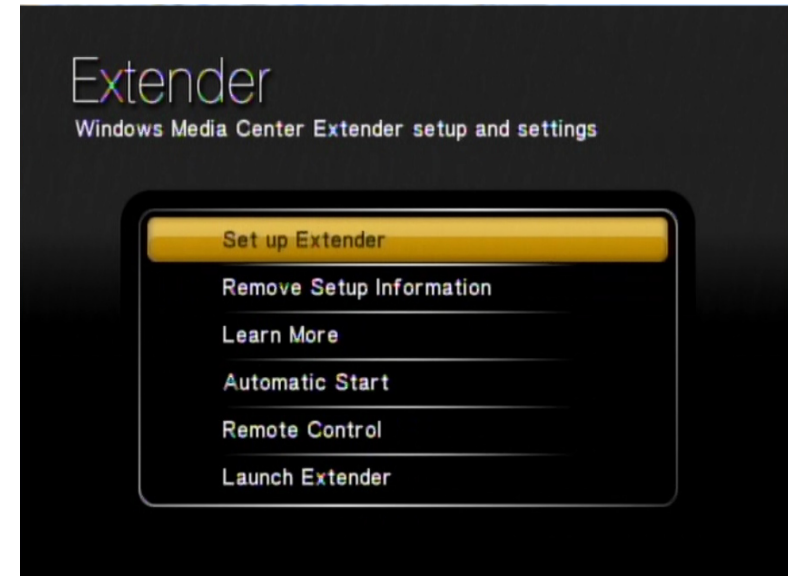 Extender
Windows Media Center Extender setup and settings
Set up Extender
Remove Setup Information
Learn More
Automatic Start
Remote Control
Launch Extender